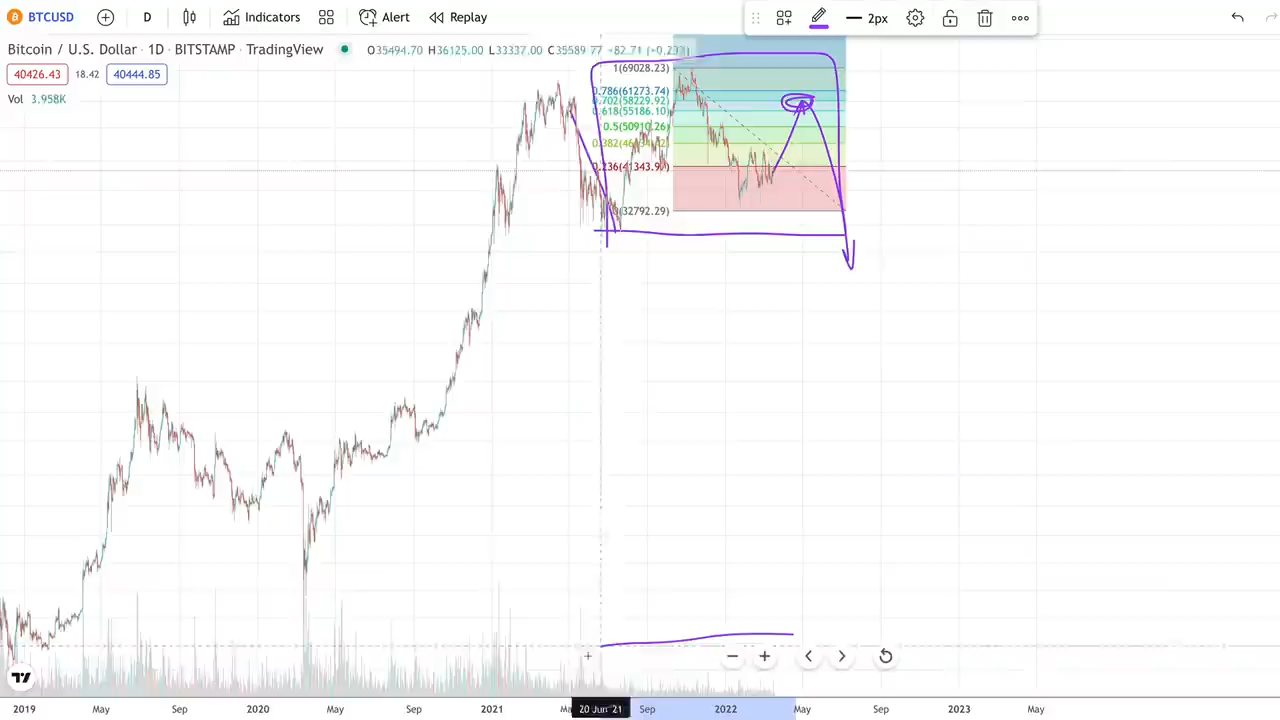 BTCUSD D Indicators Alert Replay 2px
Bitcoin / U.S. Dollar · 1D · BITSTAMP · TradingView O35494.70 H36125.00 L33337.00 C35589.77 +82.71 (+0.23%)
40426.43 18.42 40444.85
Vol 3.958K
1(69028.23)
0.786(61273.74)
0.702(58229.92)
0.618(55186.10)
0.5(50910.26)
0.236(41343.97)
(32792.29)
2019 May Sep 2020 May Sep 2021 20 Jun '21 Sep 2022 May Sep 2023 May